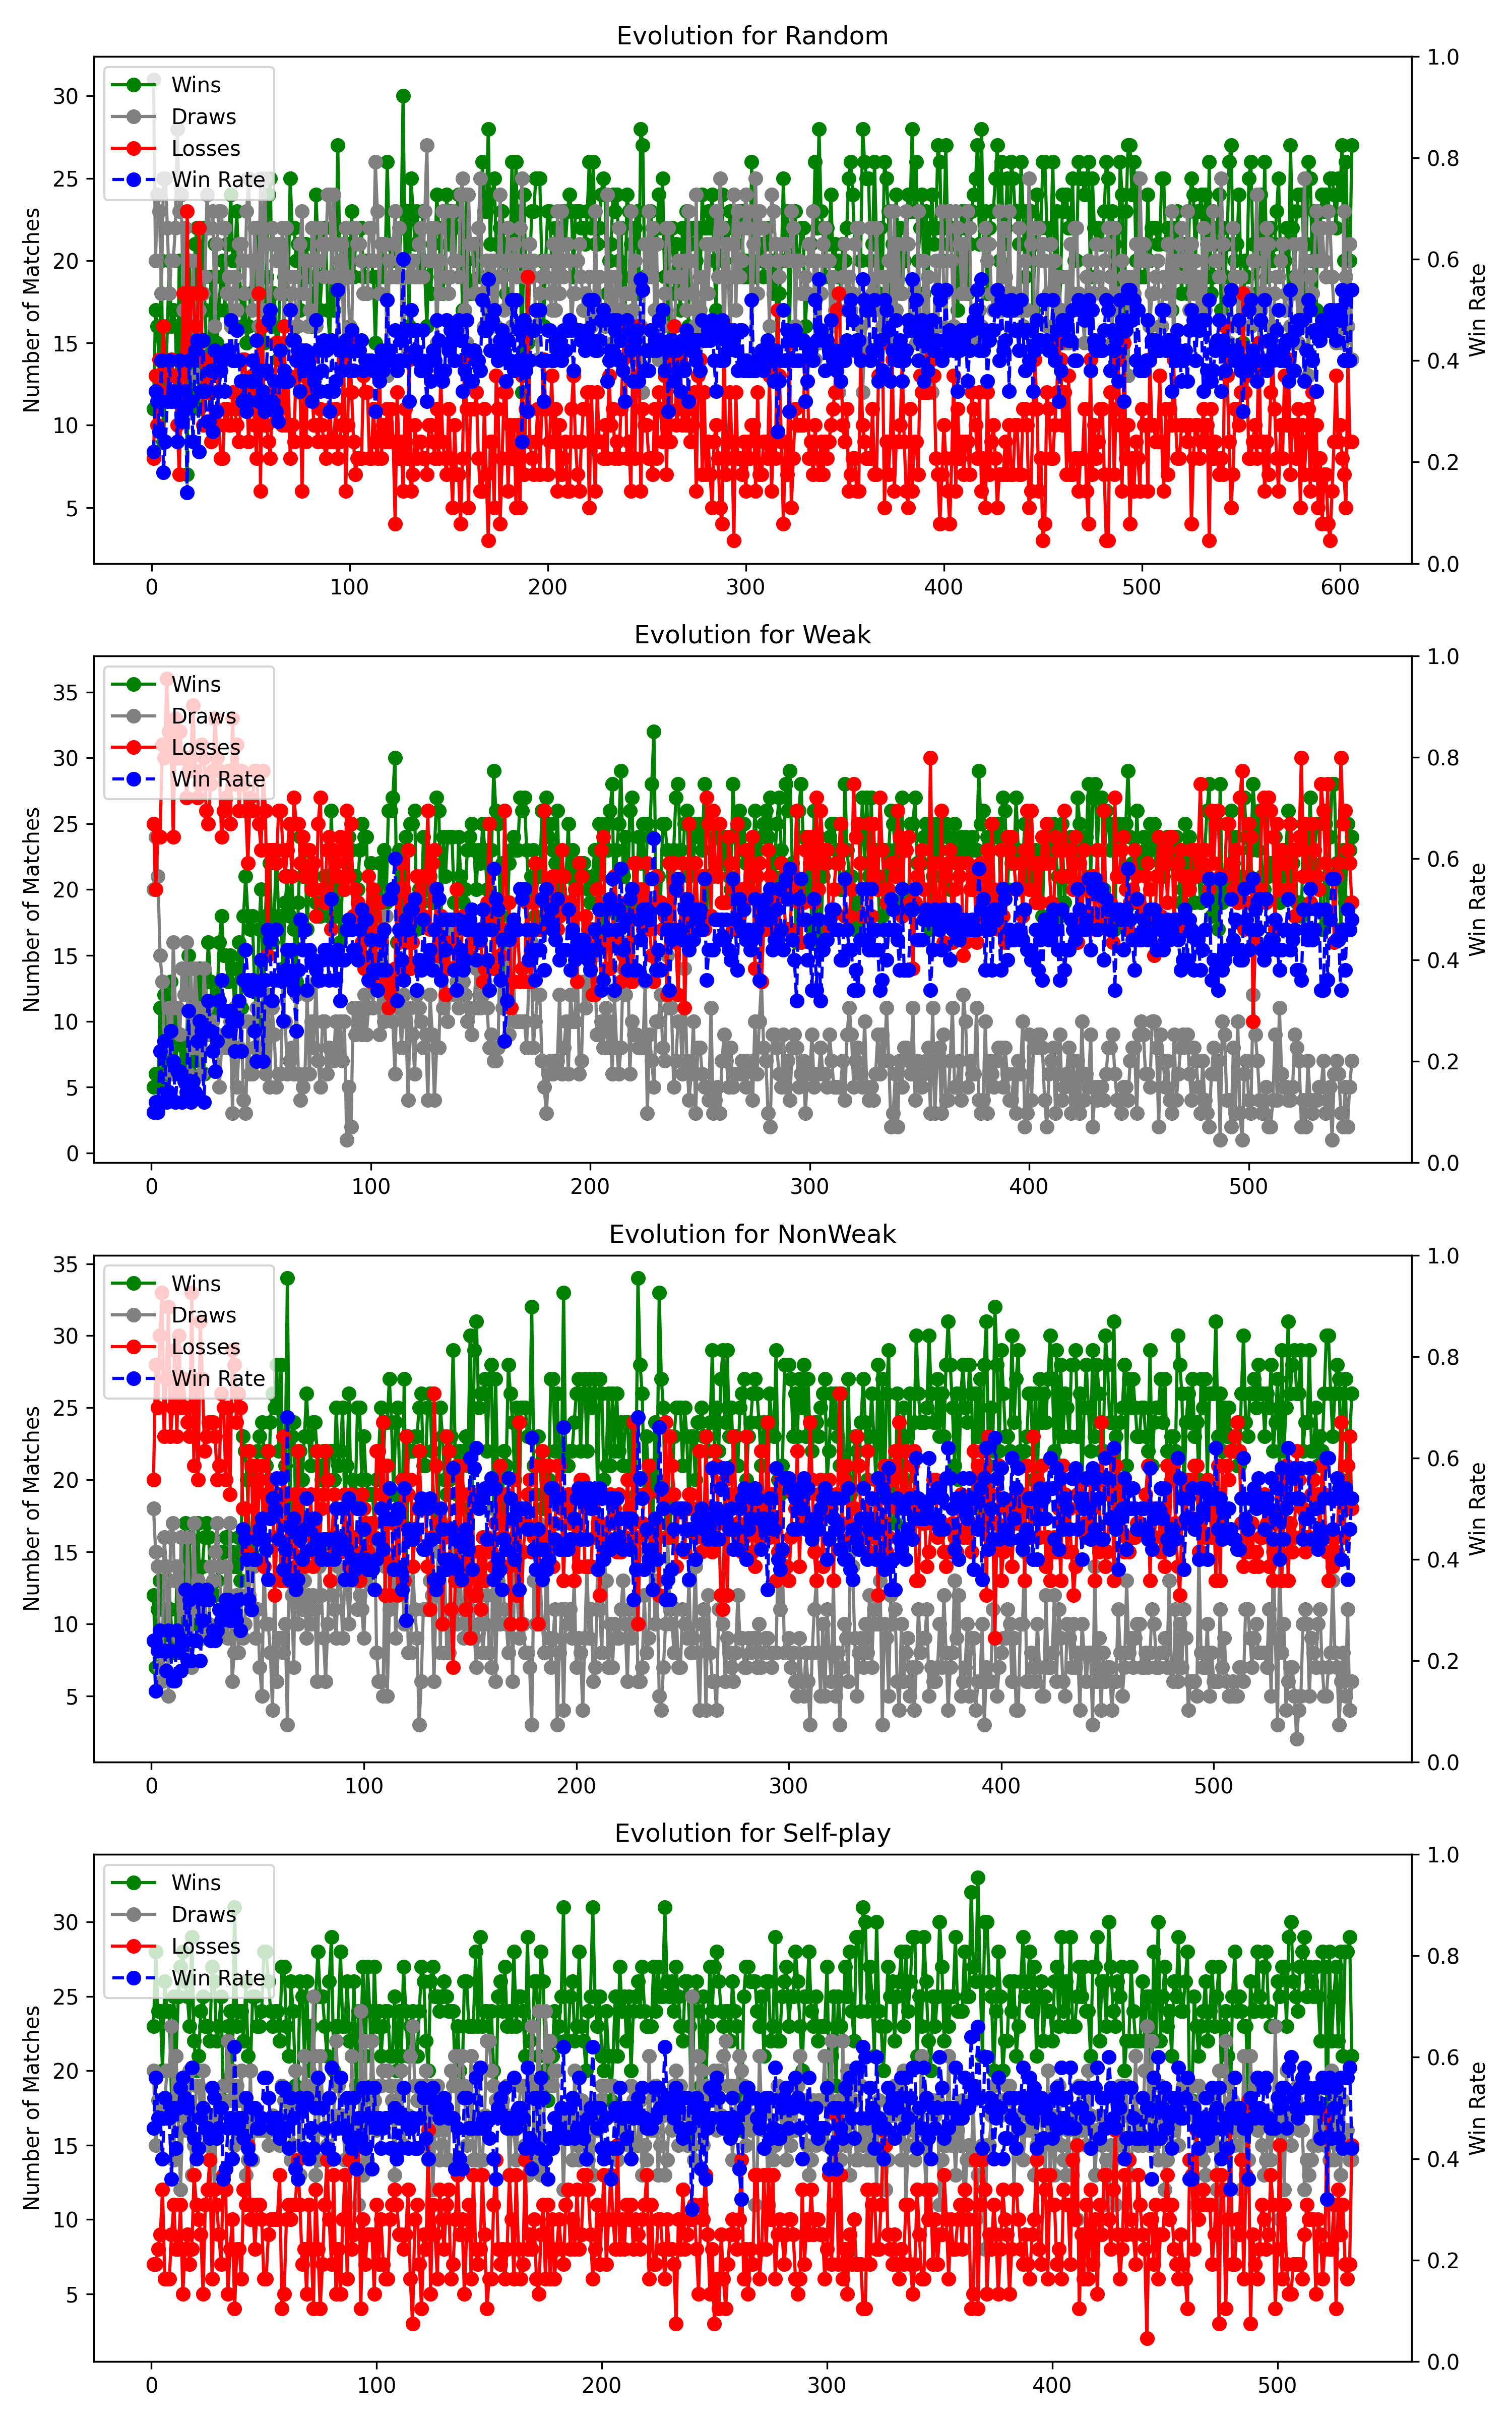 Evolution for Random
Wins
Draws
Losses
Win Rate
Number of Matches
Win Rate
30
25
20
15
10
5
1.0
0.8
0.6
0.4
0.2
0.0
0 100 200 300 400 500 600
Evolution for Weak
Wins
Draws
Losses
Win Rate
Number of Matches
Win Rate
35
30
25
20
15
10
5
0
1.0
0.8
0.6
0.4
0.2
0.0
0 100 200 300 400 500
Evolution for NonWeak
Wins
Draws
Losses
Win Rate
Number of Matches
Win Rate
35
30
25
20
15
10
5
1.0
0.8
0.6
0.4
0.2
0.0
0 100 200 300 400 500
Evolution for Self-play
Wins
Draws
Losses
Win Rate
Number of Matches
Win Rate
30
25
20
15
10
5
1.0
0.8
0.6
0.4
0.2
0.0
0 100 200 300 400 500